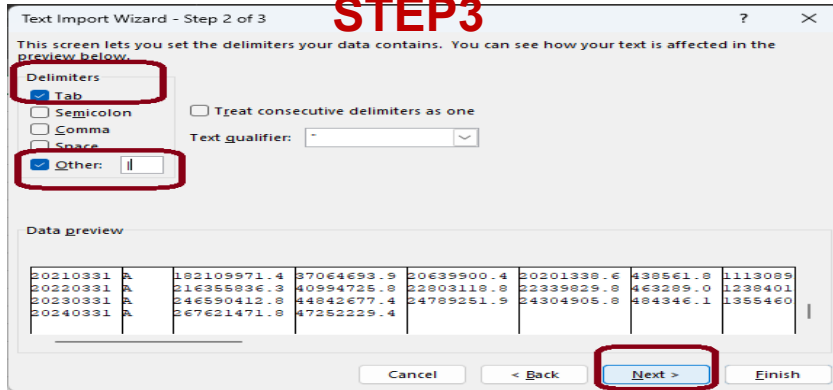 STEP3
Text Import Wizard - Step 2 of 3 ? ×
This screen lets you set the delimiters your data contains. You can see how your text is affected in the
preview below.
Delimiters
Tab
Semicolon
Comma
Space
Other: |
Treat consecutive delimiters as one
Text qualifier: "
Data preview
20210331 A 182109971.4 37064693.9 20639900.4 20201338.6 438561.8 1113089
20220331 A 216355836.3 40994725.8 22803118.8 22339829.8 463289.0 1238401
20230331 A 246590412.8 44842677.4 24789251.9 24304905.8 484346.1 1355460
20240331 A 267621471.8 47252229.4
Cancel < Back Next > Finish